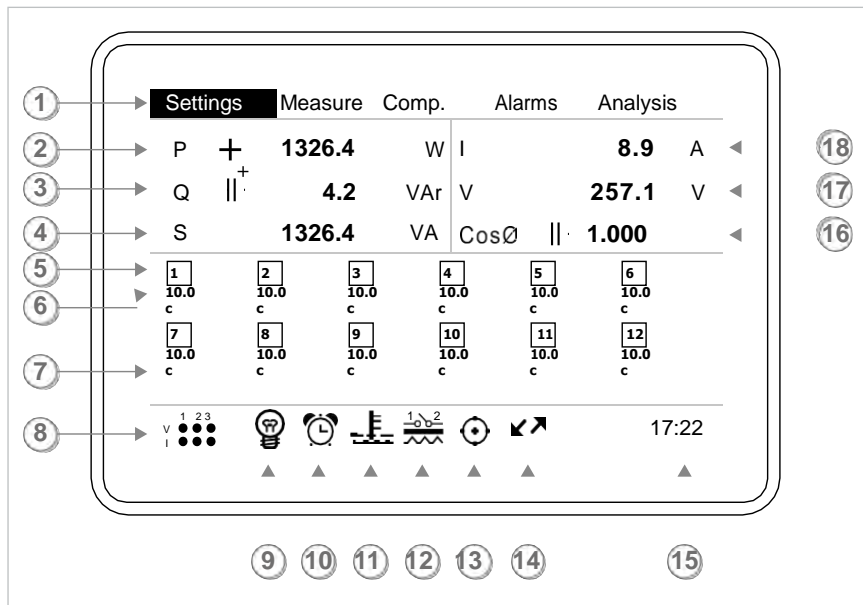 1 Settings Measure Comp. Alarms Analysis
2 P + 1326.4 W I 8.9 A 18
3 Q + 4.2 VAr V 257.1 V 17
4 S 1326.4 VA CosØ 1.000 16
5 1 2 3 4 5 6
6 10.0 10.0 10.0 10.0 10.0 10.0
c c c c c c
7 8 9 10 11 12
10.0 10.0 10.0 10.0 10.0 10.0
7 c c c c c c
1 2 3 1 2
8 V 17:22
I
9 10 11 12 13 14 15